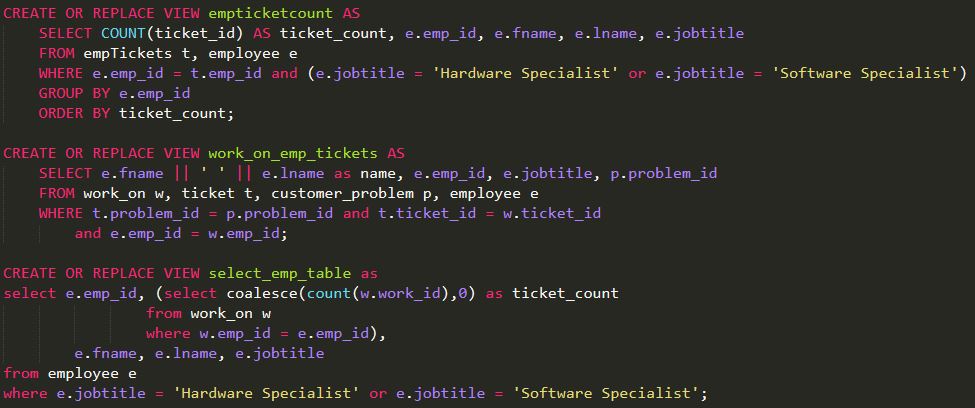 CREATE OR REPLACE VIEW empticketcount AS
SELECT COUNT(ticket_id) AS ticket_count, e.emp_id, e.fname, e.lname, e.jobtitle
FROM empTickets t, employee e
WHERE e.emp_id = t.emp_id and (e.jobtitle = 'Hardware Specialist' or e.jobtitle = 'Software Specialist')
GROUP BY e.emp_id
ORDER BY ticket_count;
CREATE OR REPLACE VIEW work_on_emp_tickets AS
SELECT e.fname || ' ' || e.lname as name, e.emp_id, e.jobtitle, p.problem_id
FROM work_on w, ticket t, customer_problem p, employee e
WHERE t.problem_id = p.problem_id and t.ticket_id = w.ticket_id
and e.emp_id = w.emp_id;
CREATE OR REPLACE VIEW select_emp_table as
select e.emp_id, (select coalesce(count(w.work_id),0) as ticket_count
from work_on w
where w.emp_id = e.emp_id),
e.fname, e.lname, e.jobtitle
from employee e
where e.jobtitle = 'Hardware Specialist' or e.jobtitle = 'Software Specialist';